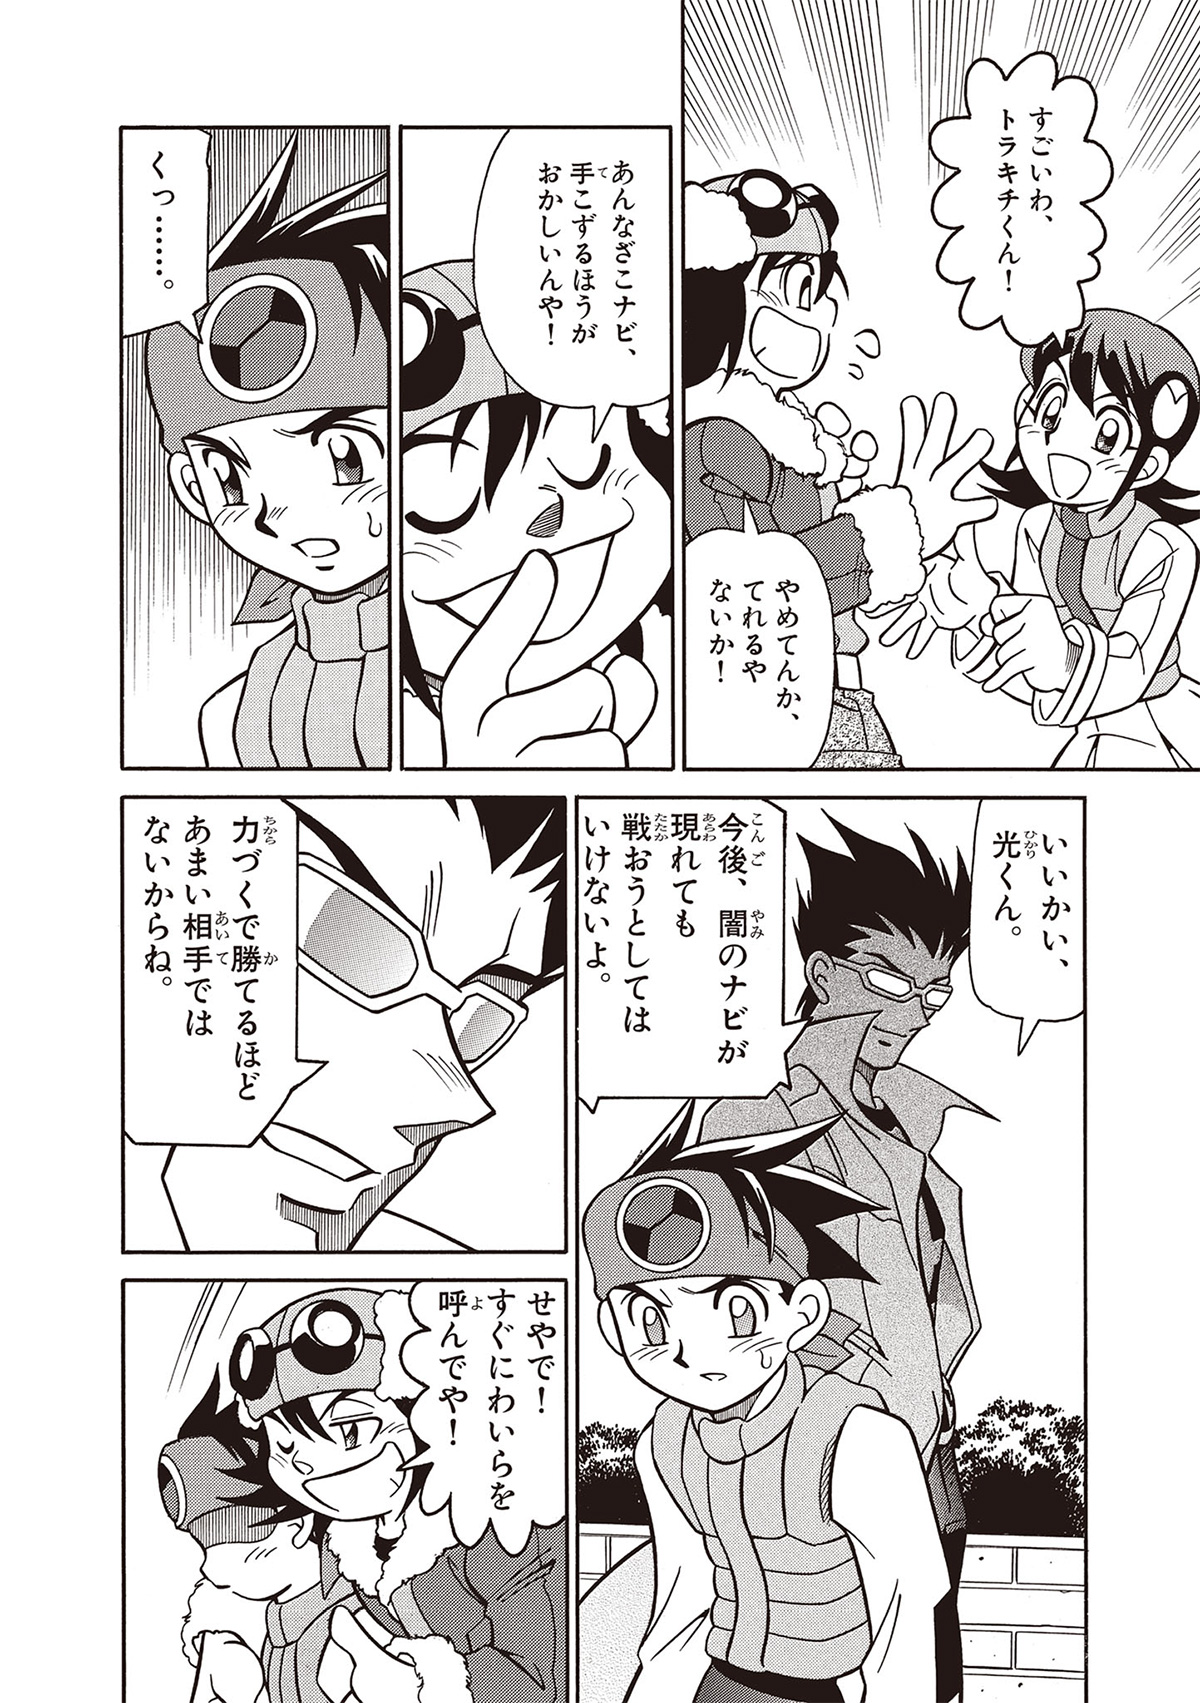 すごいわ、
トラキチくん！
やめてんか、
てれるや
ないか！
あんなざこナビ、
手こずるほうが
おかしいんや！
くっ……。
いいかい、
光くん。
今後、闇のナビが
現れても
戦おうとしては
いけないよ。
力づくで勝てるほど
あまい相手では
ないからね。
せやで！
すぐにわいらを
呼んでや！